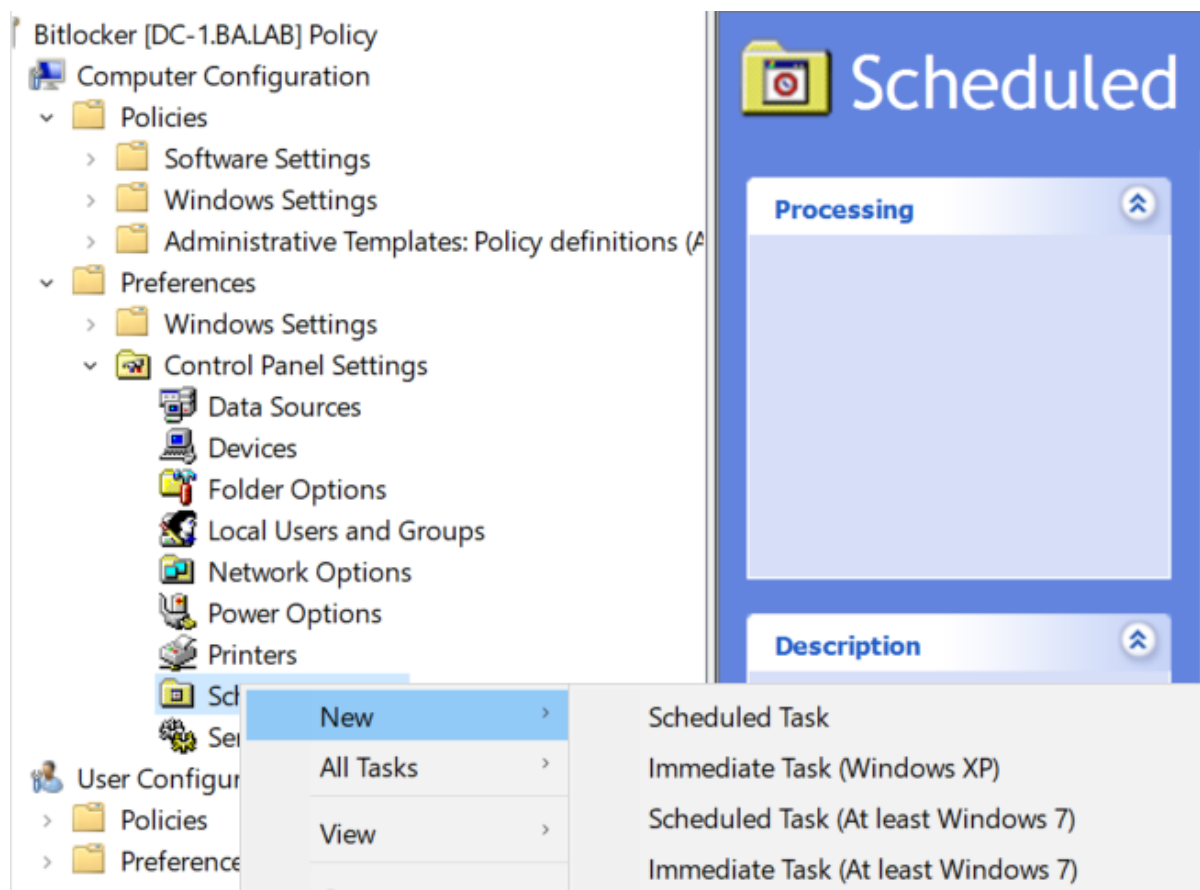 Bitlocker [DC-1.BA.LAB] Policy
Computer Configuration
Policies
Software Settings
Windows Settings
Administrative Templates: Policy definitions (A
Preferences
Windows Settings
Control Panel Settings
Data Sources
Devices
Folder Options
Local Users and Groups
Network Options
Power Options
Printers
Sch
Ser
User Configur
Policies
Preference
Scheduled
Processing
Description
New
All Tasks
View
Scheduled Task
Immediate Task (Windows XP)
Scheduled Task (At least Windows 7)
Immediate Task (At least Windows 7)